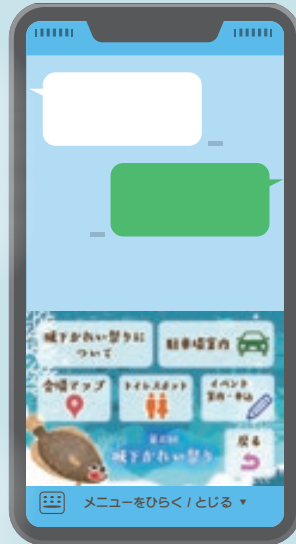 城下かれい祭りに
ついて
駐車場案内
会場マップ
トイレスポット
イベント
案内・申込
城下かれい祭り
戻る
メニューをひらく / とじる ▼